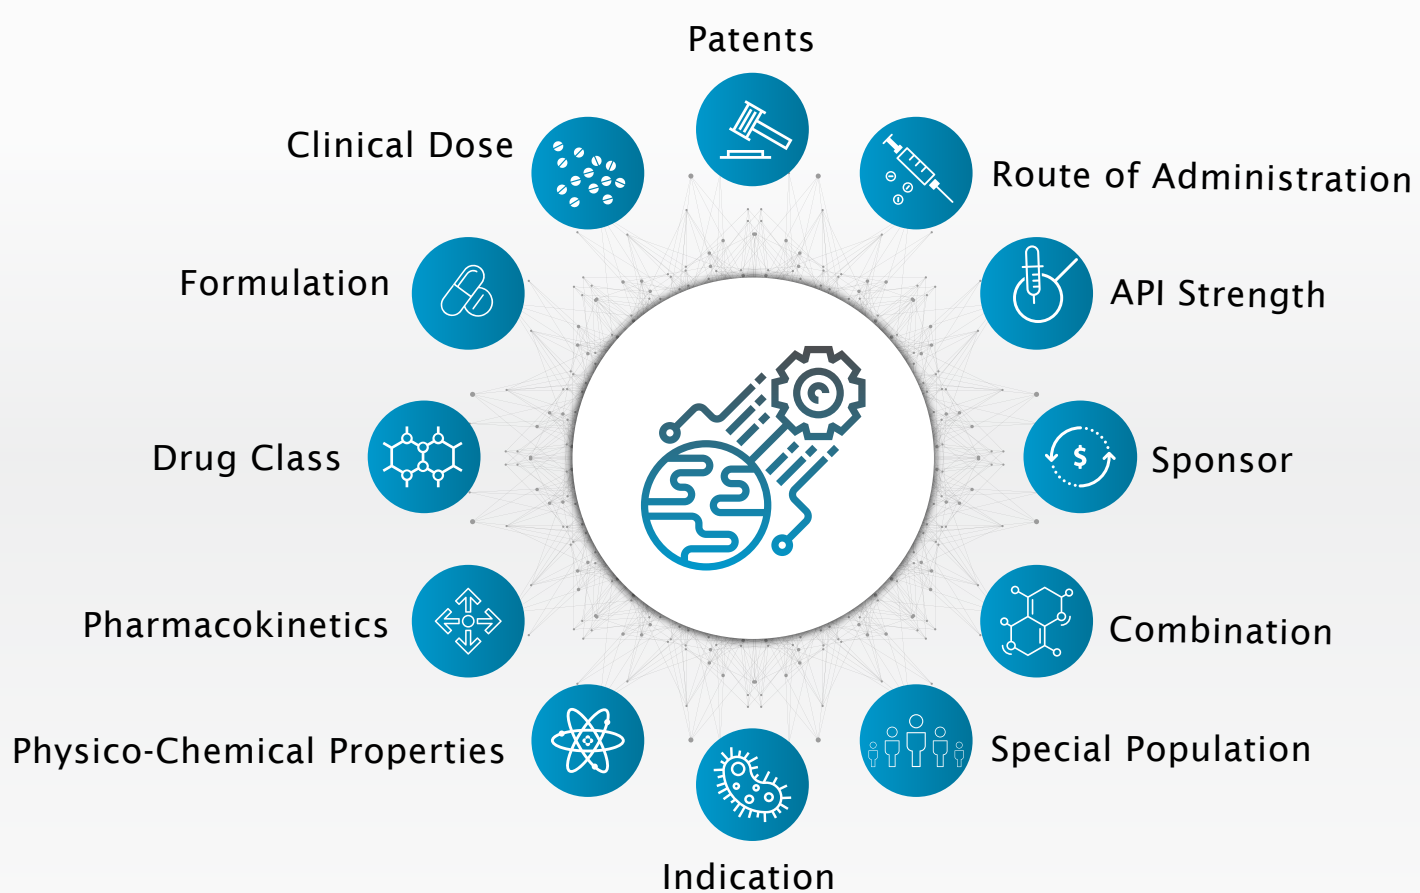 Patents
Clinical Dose
Route of Administration
Formulation
API Strength
Drug Class
$
Sponsor
Pharmacokinetics
Combination
Physico-Chemical Properties
Special Population
Indication